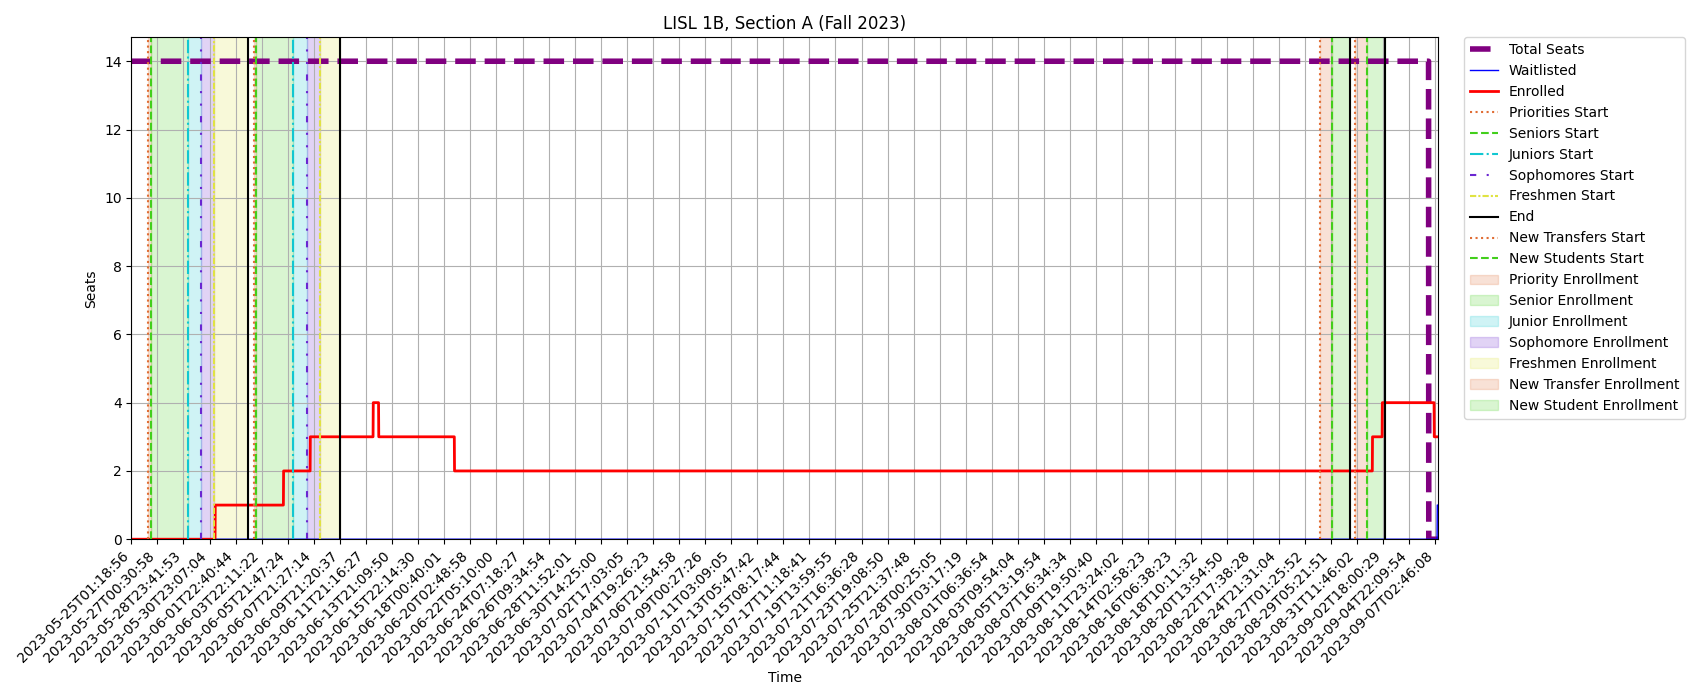 LISL 1B, Section A (Fall 2023)
Seats
14
12
10
8
6
4
2
0
2023-05-25T01:18:56
2023-05-27T00:30:58
2023-05-28T23:41:53
2023-05-30T23:07:04
2023-06-01T22:40:44
2023-06-03T22:11:22
2023-06-05T21:47:24
2023-06-07T21:27:14
2023-06-09T21:20:37
2023-06-11T21:16:27
2023-06-13T21:09:50
2023-06-15T22:14:30
2023-06-18T00:40:01
2023-06-20T02:48:58
2023-06-22T05:10:00
2023-06-24T07:18:27
2023-06-26T09:34:54
2023-06-28T11:52:01
2023-06-30T14:25:00
2023-07-02T17:03:05
2023-07-04T19:26:23
2023-07-06T21:54:58
2023-07-09T00:27:26
2023-07-11T03:09:05
2023-07-13T05:47:42
2023-07-15T08:17:44
2023-07-17T11:18:41
2023-07-19T13:59:55
2023-07-21T16:36:28
2023-07-23T19:08:50
2023-07-25T21:37:48
2023-07-28T00:25:05
2023-07-30T03:17:19
2023-08-01T06:36:54
2023-08-03T09:54:04
2023-08-05T13:19:54
2023-08-07T16:34:34
2023-08-09T19:50:40
2023-08-11T23:24:02
2023-08-14T02:58:23
2023-08-16T06:38:23
2023-08-18T10:11:32
2023-08-20T13:54:50
2023-08-22T17:38:28
2023-08-24T21:31:04
2023-08-27T01:25:52
2023-08-29T05:21:51
2023-08-31T11:46:02
2023-09-02T18:00:29
2023-09-04T22:09:54
2023-09-07T02:46:08
Time
Total Seats
Waitlisted
Enrolled
Priorities Start
Seniors Start
Juniors Start
Sophomores Start
Freshmen Start
End
New Transfers Start
New Students Start
Priority Enrollment
Senior Enrollment
Junior Enrollment
Sophomore Enrollment
Freshmen Enrollment
New Transfer Enrollment
New Student Enrollment